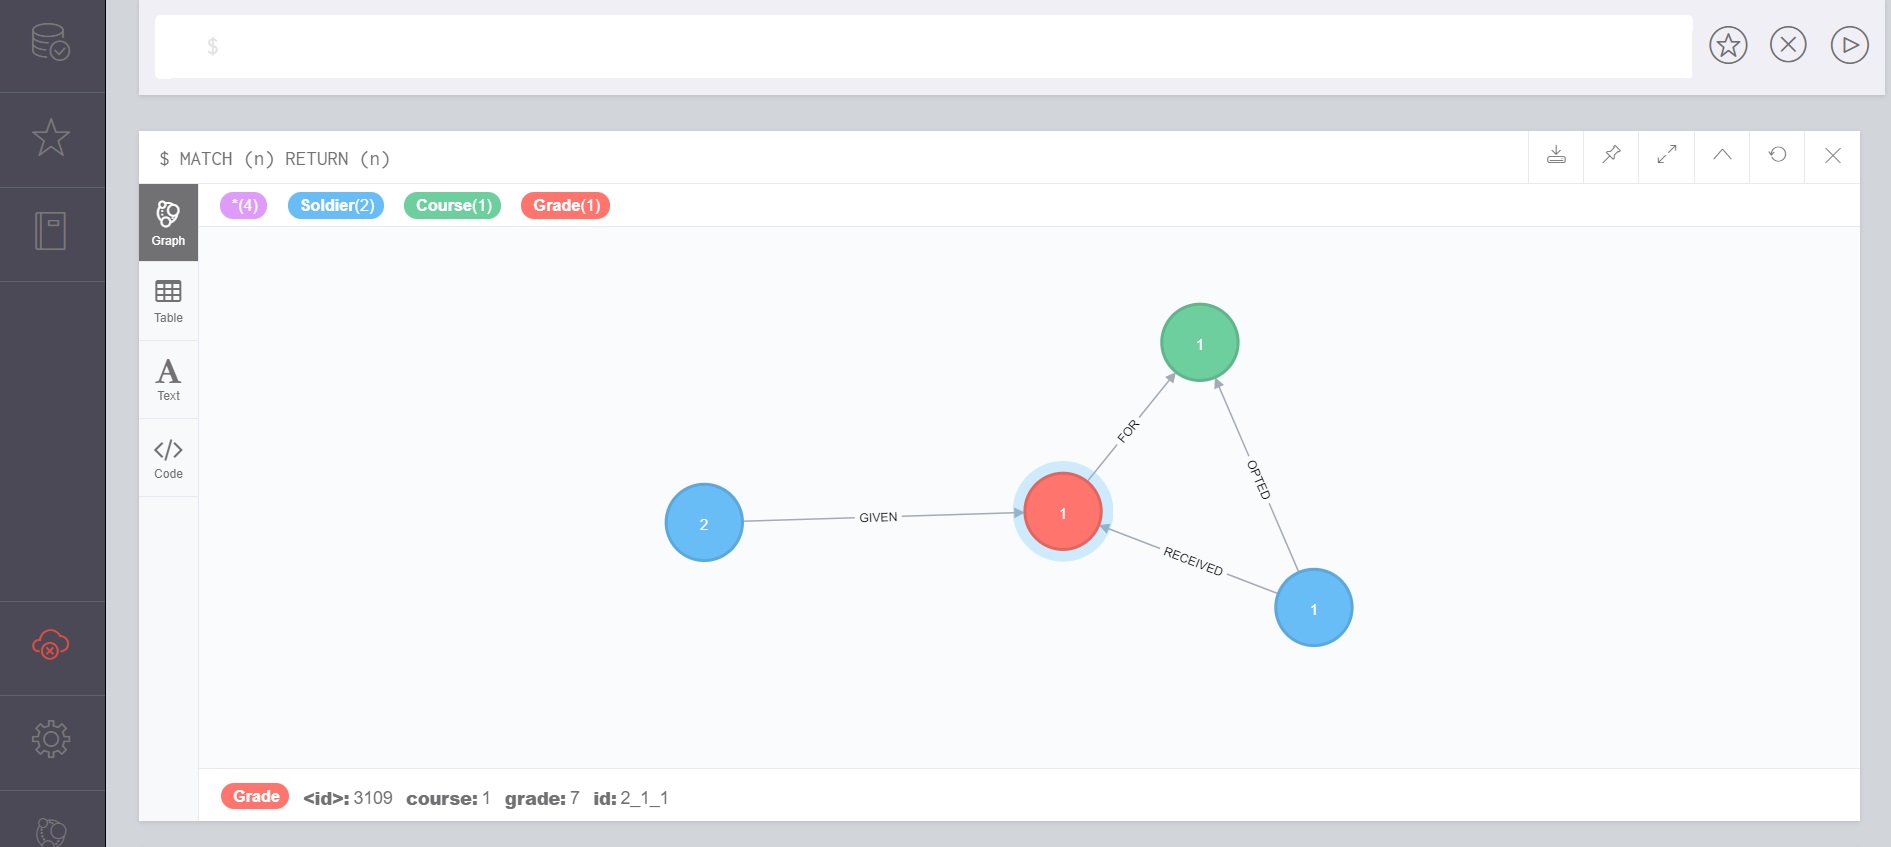 $
$ MATCH (n) RETURN (n)
*(4) Soldier(2) Course(1) Grade(1)
Graph
Table
A
Text
</>
Code
1
FOR
OPTED
2
GIVEN
1
RECEIVED
1
Grade <id>: 3109 course: 1 grade: 7 id: 2_1_1